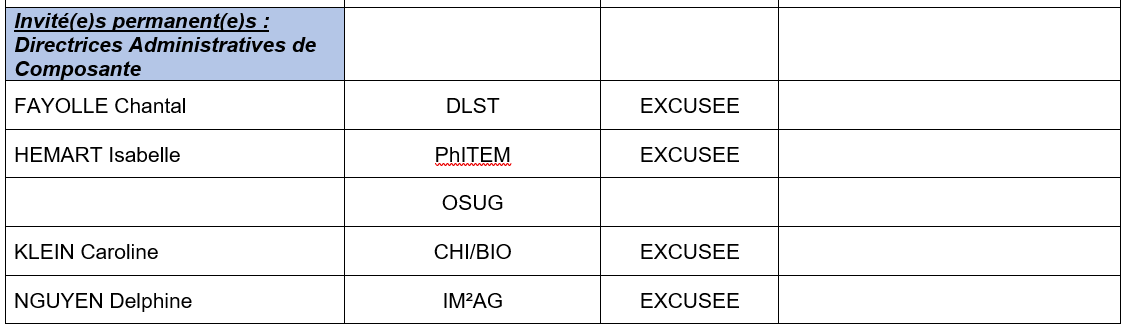 Invité(e)s permanent(e)s :
Directrices Administratives de
Composante
FAYOLLE Chantal DLST EXCUSEE
HEMART Isabelle PhITEM EXCUSEE
OSUG
KLEIN Caroline CHI/BIO EXCUSEE
NGUYEN Delphine IM²AG EXCUSEE